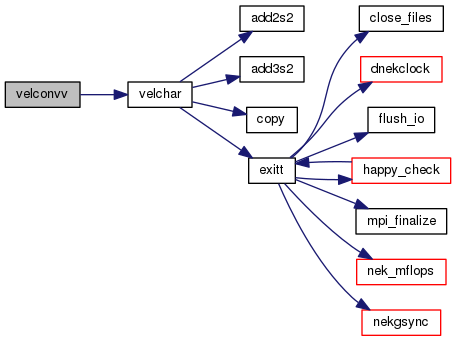 velconvv
velchar
add2s2
add3s2
copy
exitt
close_files
dnekclock
flush_io
happy_check
mpi_finalize
nek_mflops
nekgsync